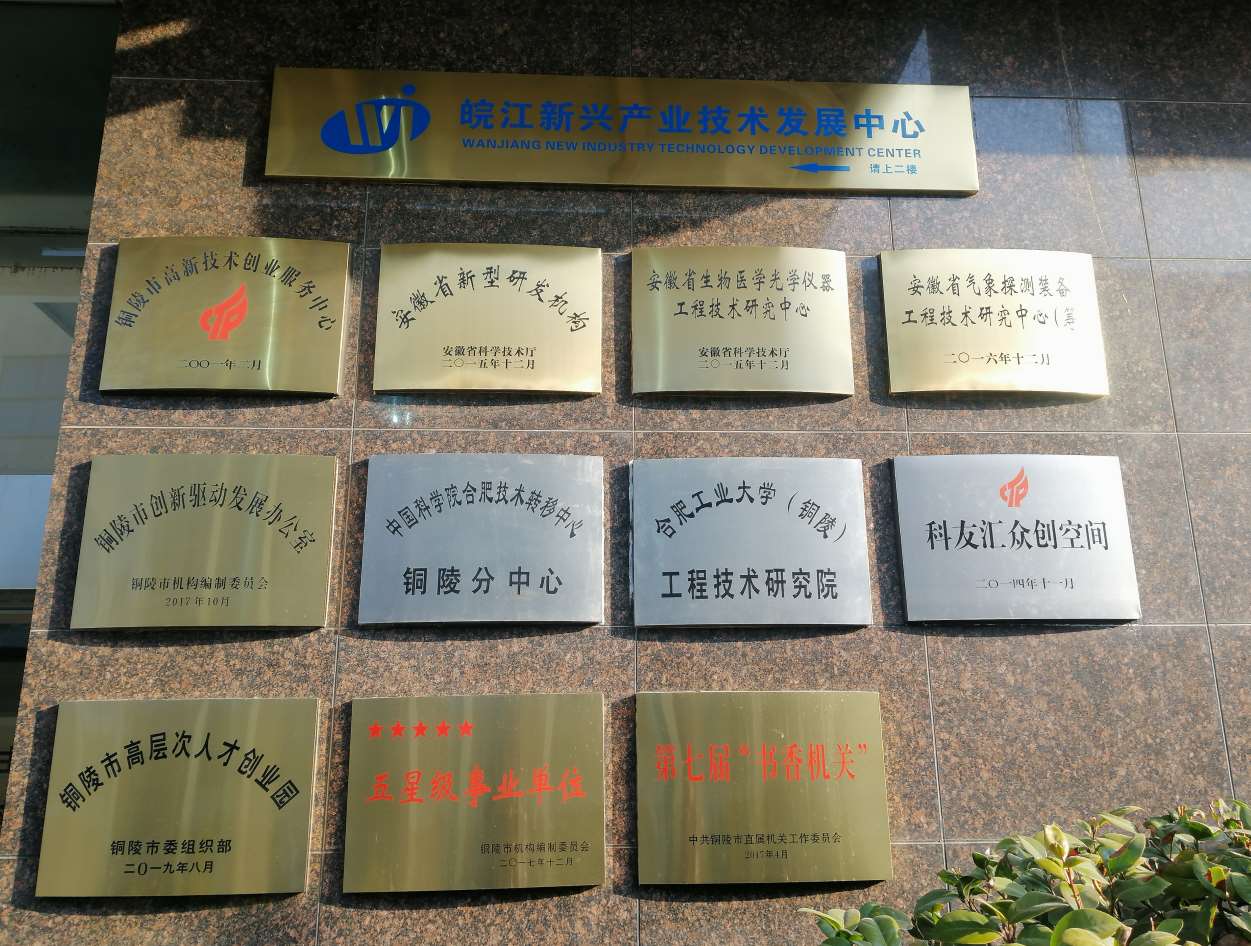 皖江新兴产业技术发展中心
WANJIANG NEW INDUSTRY TECHNOLOGY DEVELOPMENT CENTER
请上二楼
铜陵市高新技术创业服务中心
二〇〇一年二月
安徽省新型研发机构
安徽省科学技术厅
二〇一五年十二月
安徽省生物医学光学仪器
工程技术研究中心
安徽省科学技术厅
二〇一五年十二月
安徽省气象探测装备
工程技术研究中心(筹)
二〇一六年十二月
铜陵市创新驱动发展办公室
铜陵市机构编制委员会
2017年10月
中国科学院合肥技术转移中心
铜陵分中心
合肥工业大学（铜陵）
工程技术研究院
科友汇众创空间
二〇一四年十一月
铜陵市高层次人才创业园
铜陵市委组织部
二〇一九年八月
★★★★★
五星级事业单位
铜陵市机构编制委员会
二〇一七年十二月
第七届“书香机关”
中共铜陵市直属机关工作委员会
2017年4月